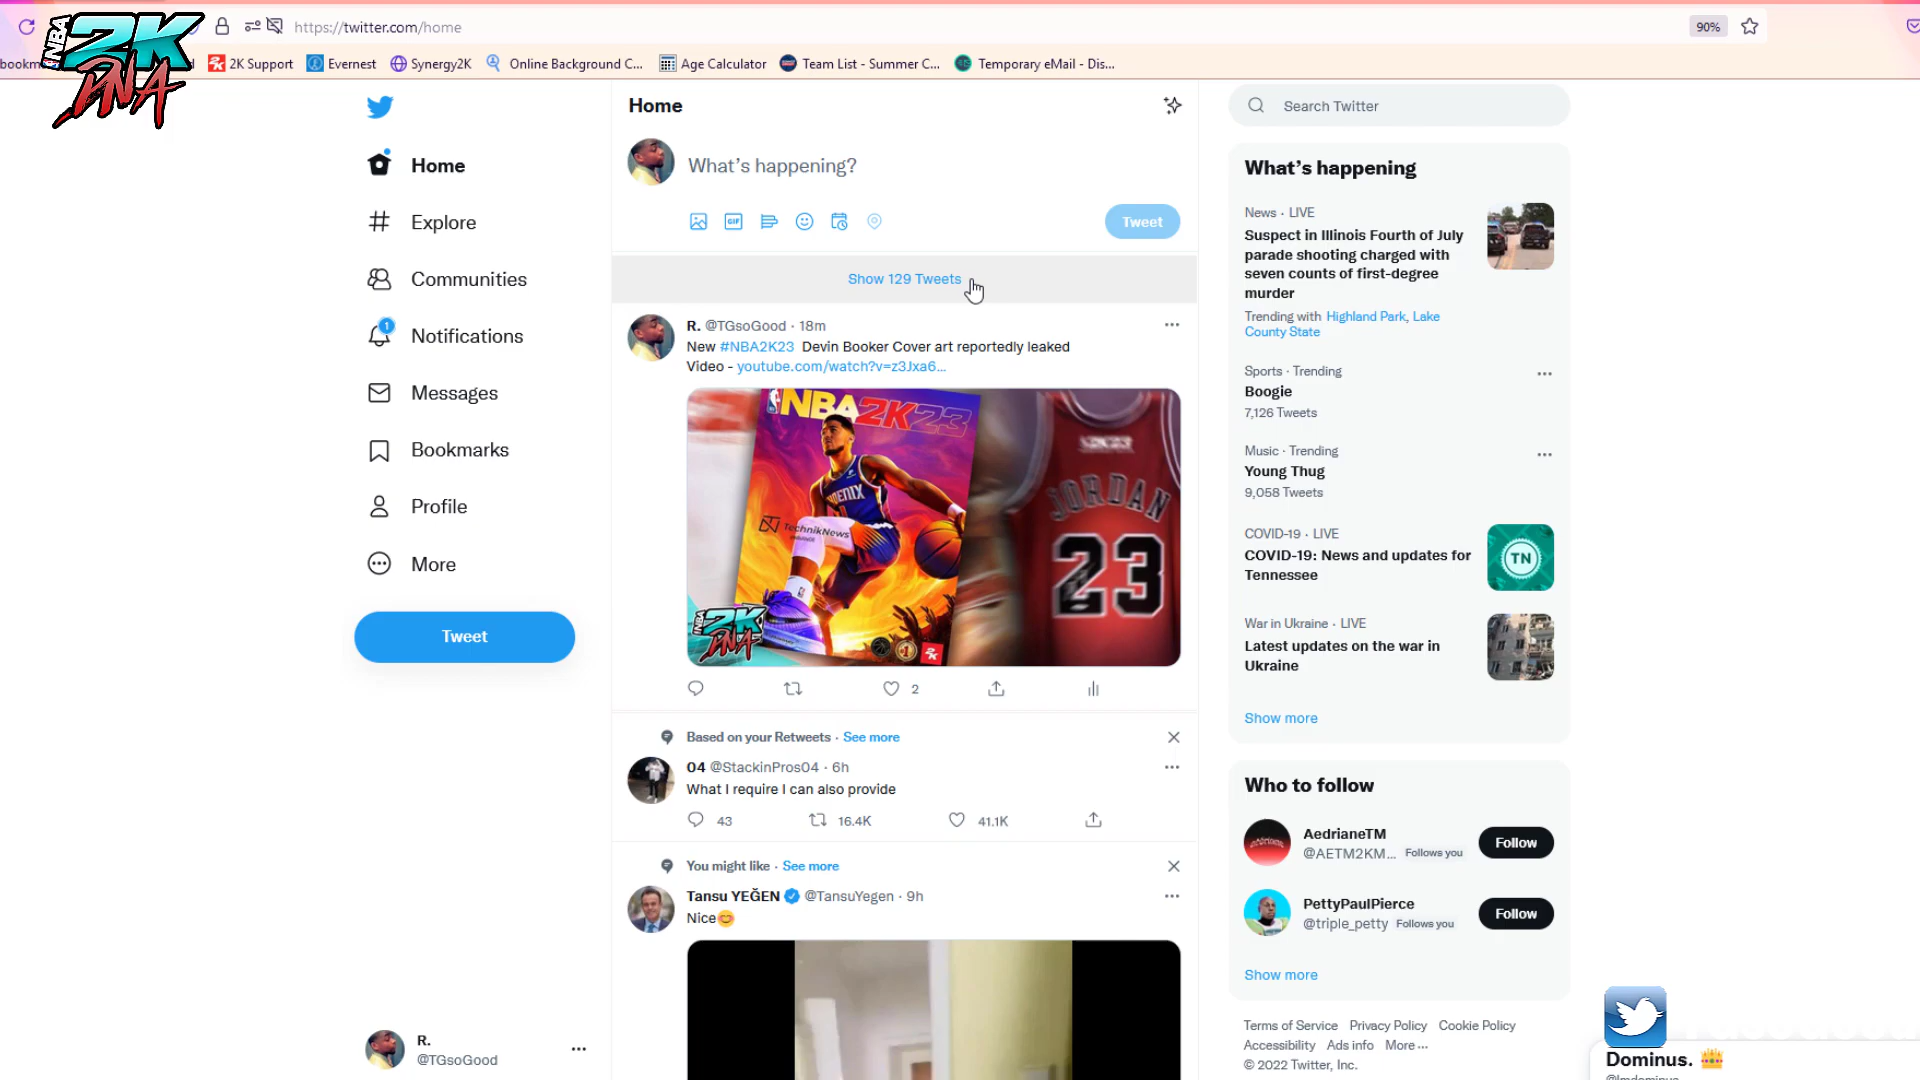 NBA 2K DNA
https://twitter.com/home
90%
2K Support
Evernest
Synergy2K
Online Background C...
Age Calculator
Team List - Summer C...
Temporary eMail - Dis...
Home
Explore
Communities
Notifications
1
Messages
Bookmarks
Profile
More
Tweet
R.
@TGsoGood
Home
What's happening?
GIF
Tweet
Show 129 Tweets
R. @TGsoGood · 18m
New #NBA2K23 Devin Booker Cover art reportedly leaked
Video - youtube.com/watch?v=z3Jxa6...
NBA 2K23
PHOENIX
TechnikNews
JORDAN
23
NBA 2K DNA
2K
2
Based on your Retweets · See more
04 @StackinPros04 · 6h
What I require I can also provide
43 16.4K 41.1K
You might like · See more
Tansu YEĞEN @TansuYegen · 9h
Nice😊
Search Twitter
What's happening
News · LIVE
Suspect in Illinois Fourth of July
parade shooting charged with
seven counts of first-degree
murder
Trending with Highland Park, Lake
County State
Sports · Trending
Boogie
7,126 Tweets
Music · Trending
Young Thug
9,058 Tweets
COVID-19 · LIVE
COVID-19: News and updates for
Tennessee
TN
War in Ukraine · LIVE
Latest updates on the war in
Ukraine
Show more
Who to follow
AedrianeTM
@AETM2KM... Follows you
Follow
PettyPaulPierce
@triple_petty Follows you
Follow
Show more
Terms of Service Privacy Policy Cookie Policy
Accessibility Ads info More ···
© 2022 Twitter, Inc.
Dominus. 👑